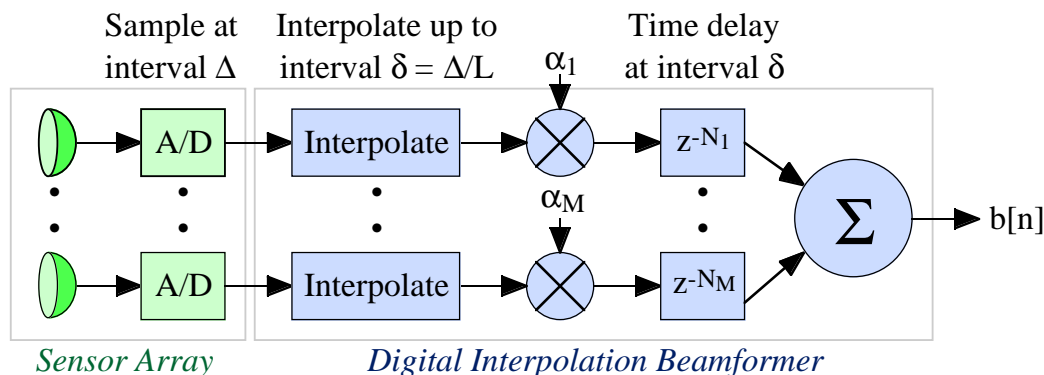 Sample at
interval Δ
Interpolate up to
interval δ = Δ/L
Time delay
at interval δ
α1
A/D
Interpolate
z-N1
αM
Σ
b[n]
A/D
Interpolate
z-NM
Sensor Array
Digital Interpolation Beamformer